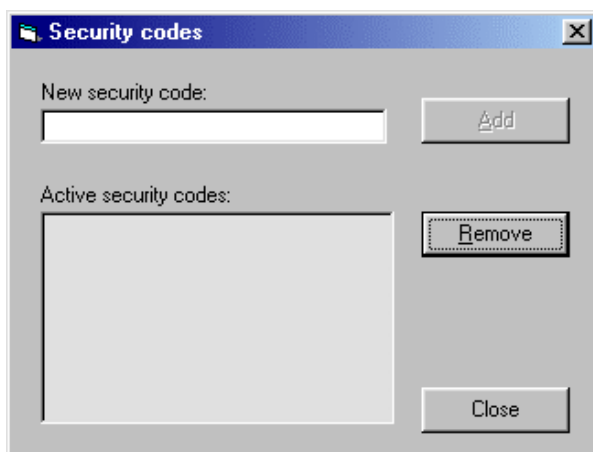 Security codes
New security code:
Add
Active security codes:
Remove
Close